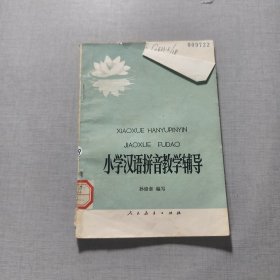 000722
XIAOXUE HANYUPINYIN
JIAOXUE FUDAO
小学汉语拼音教学辅导
编写
人民教育出版社